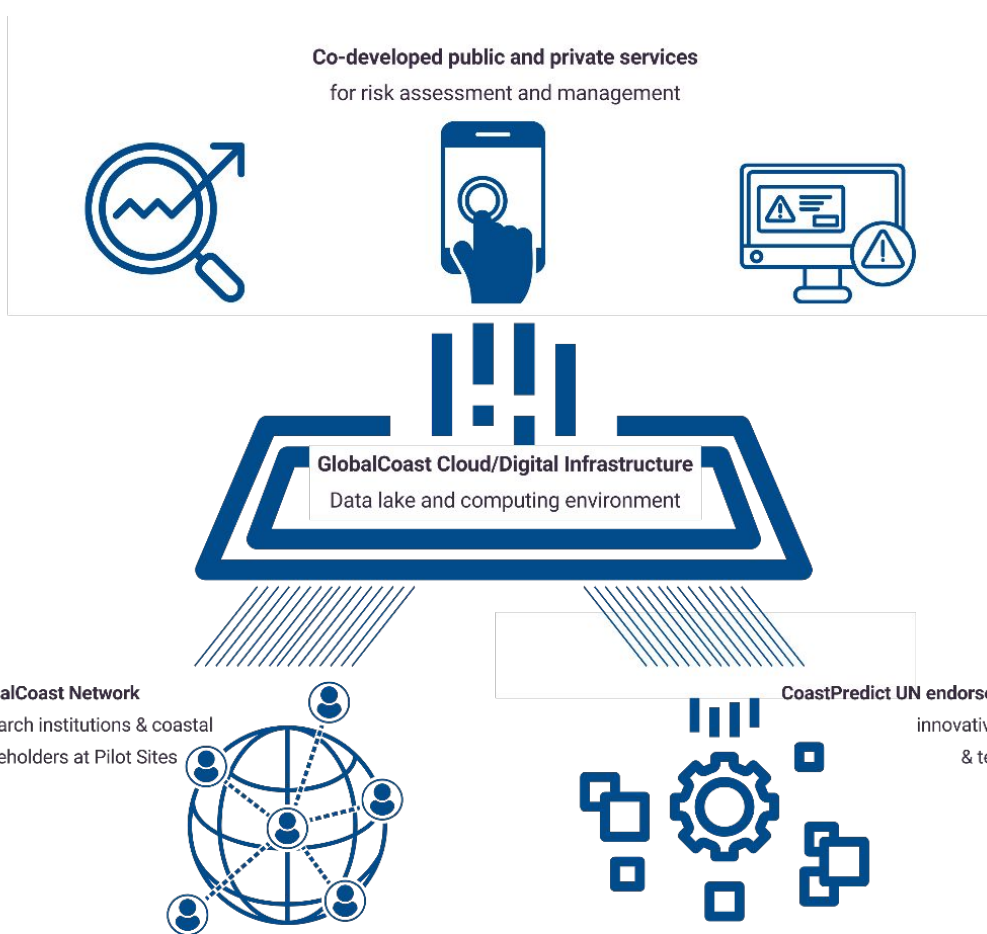 Co-developed public and private services
for risk assessment and management
GlobalCoast Cloud/Digital Infrastructure
Data lake and computing environment
alCoast Network
arch institutions & coastal
eholders at Pilot Sites
CoastPredict UN endorse
innovativ
& te